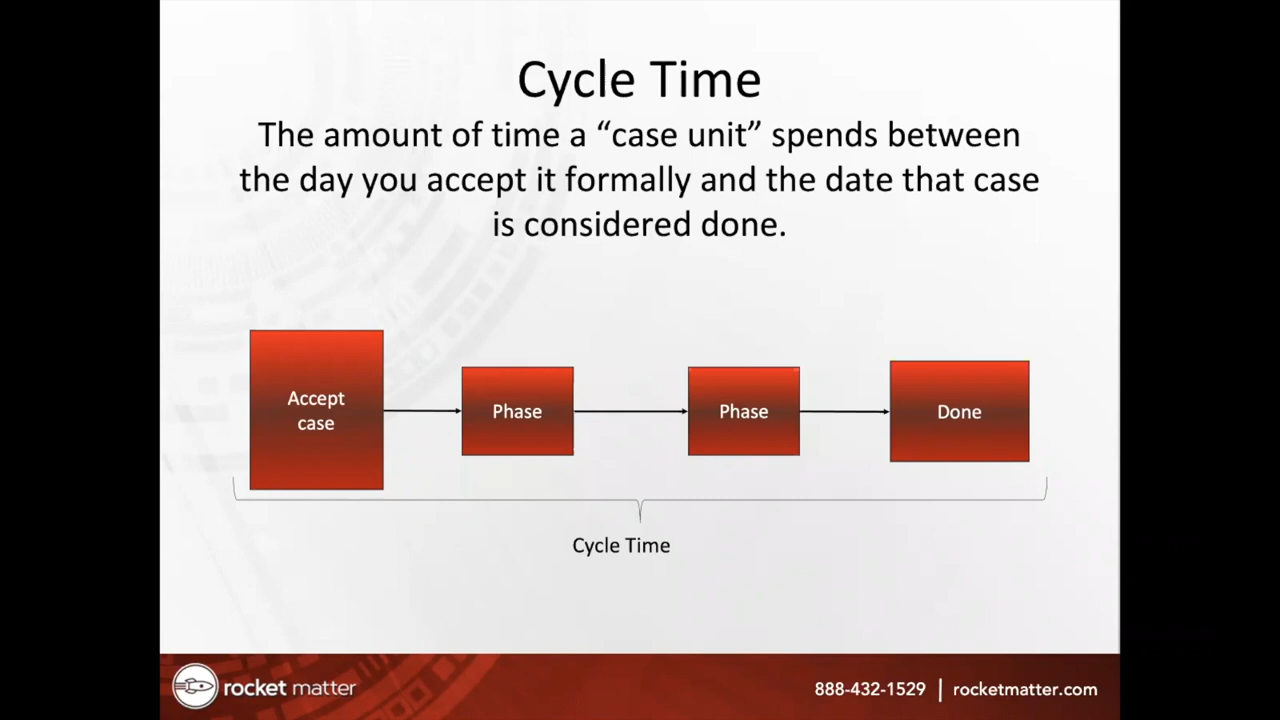 Cycle Time
The amount of time a “case unit” spends between
the day you accept it formally and the date that case
is considered done.
Accept
case
Phase
Phase
Done
Cycle Time
rocket matter
888-432-1529 | rocketmatter.com